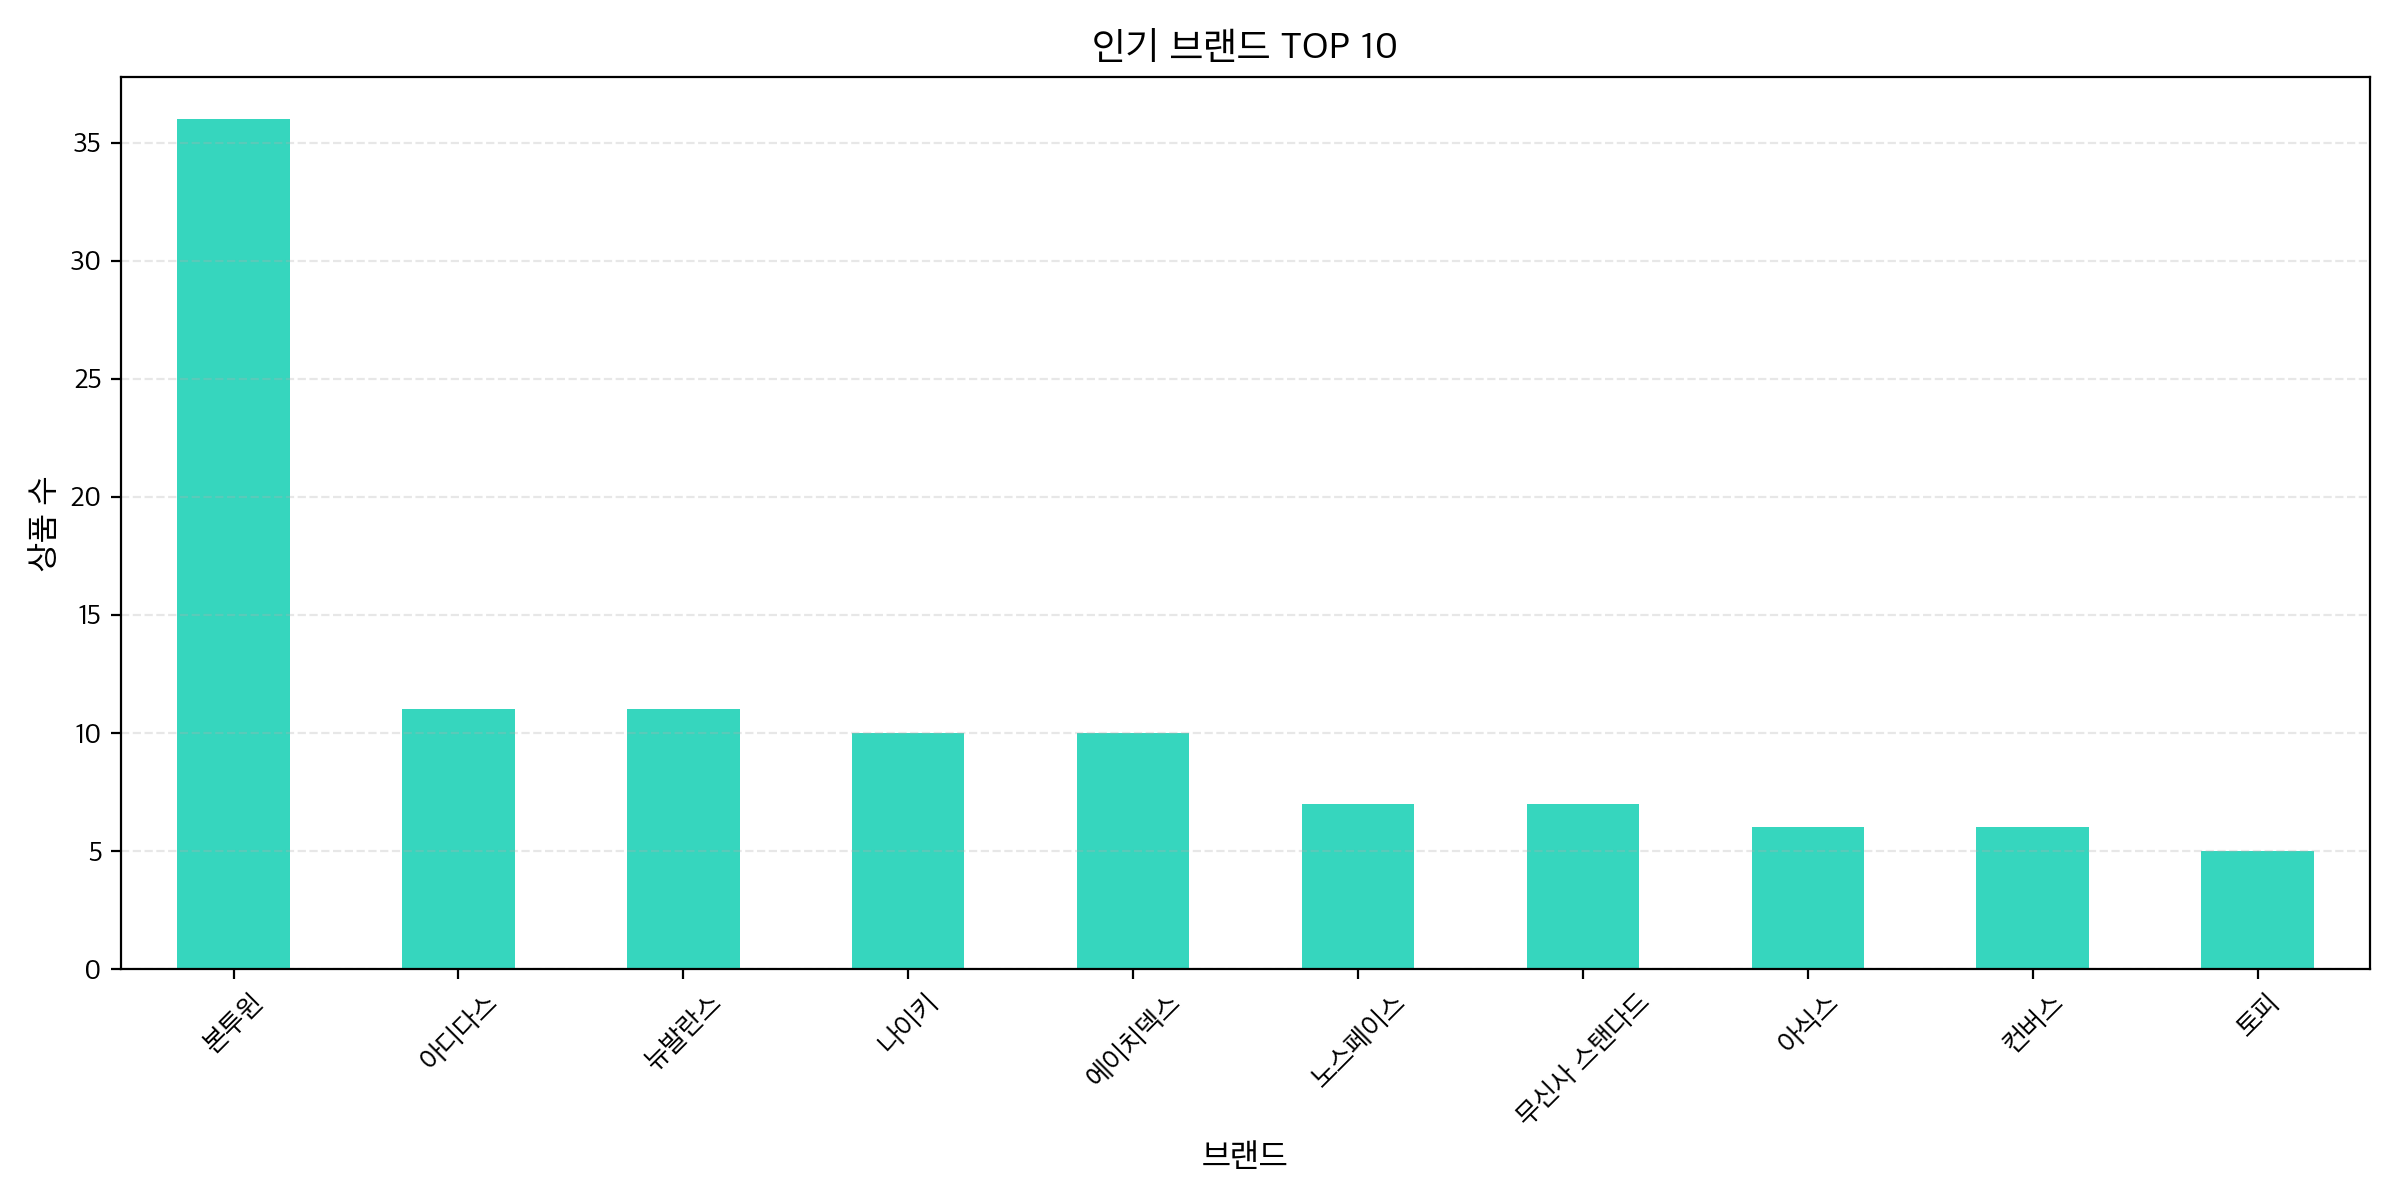 인기 브랜드 TOP 10
상품 수
35
30
25
20
15
10
5
0
본투윈
아디다스
뉴발란스
나이키
에이치덱스
노스페이스
무신사 스탠다드
아식스
컨버스
토피
브랜드